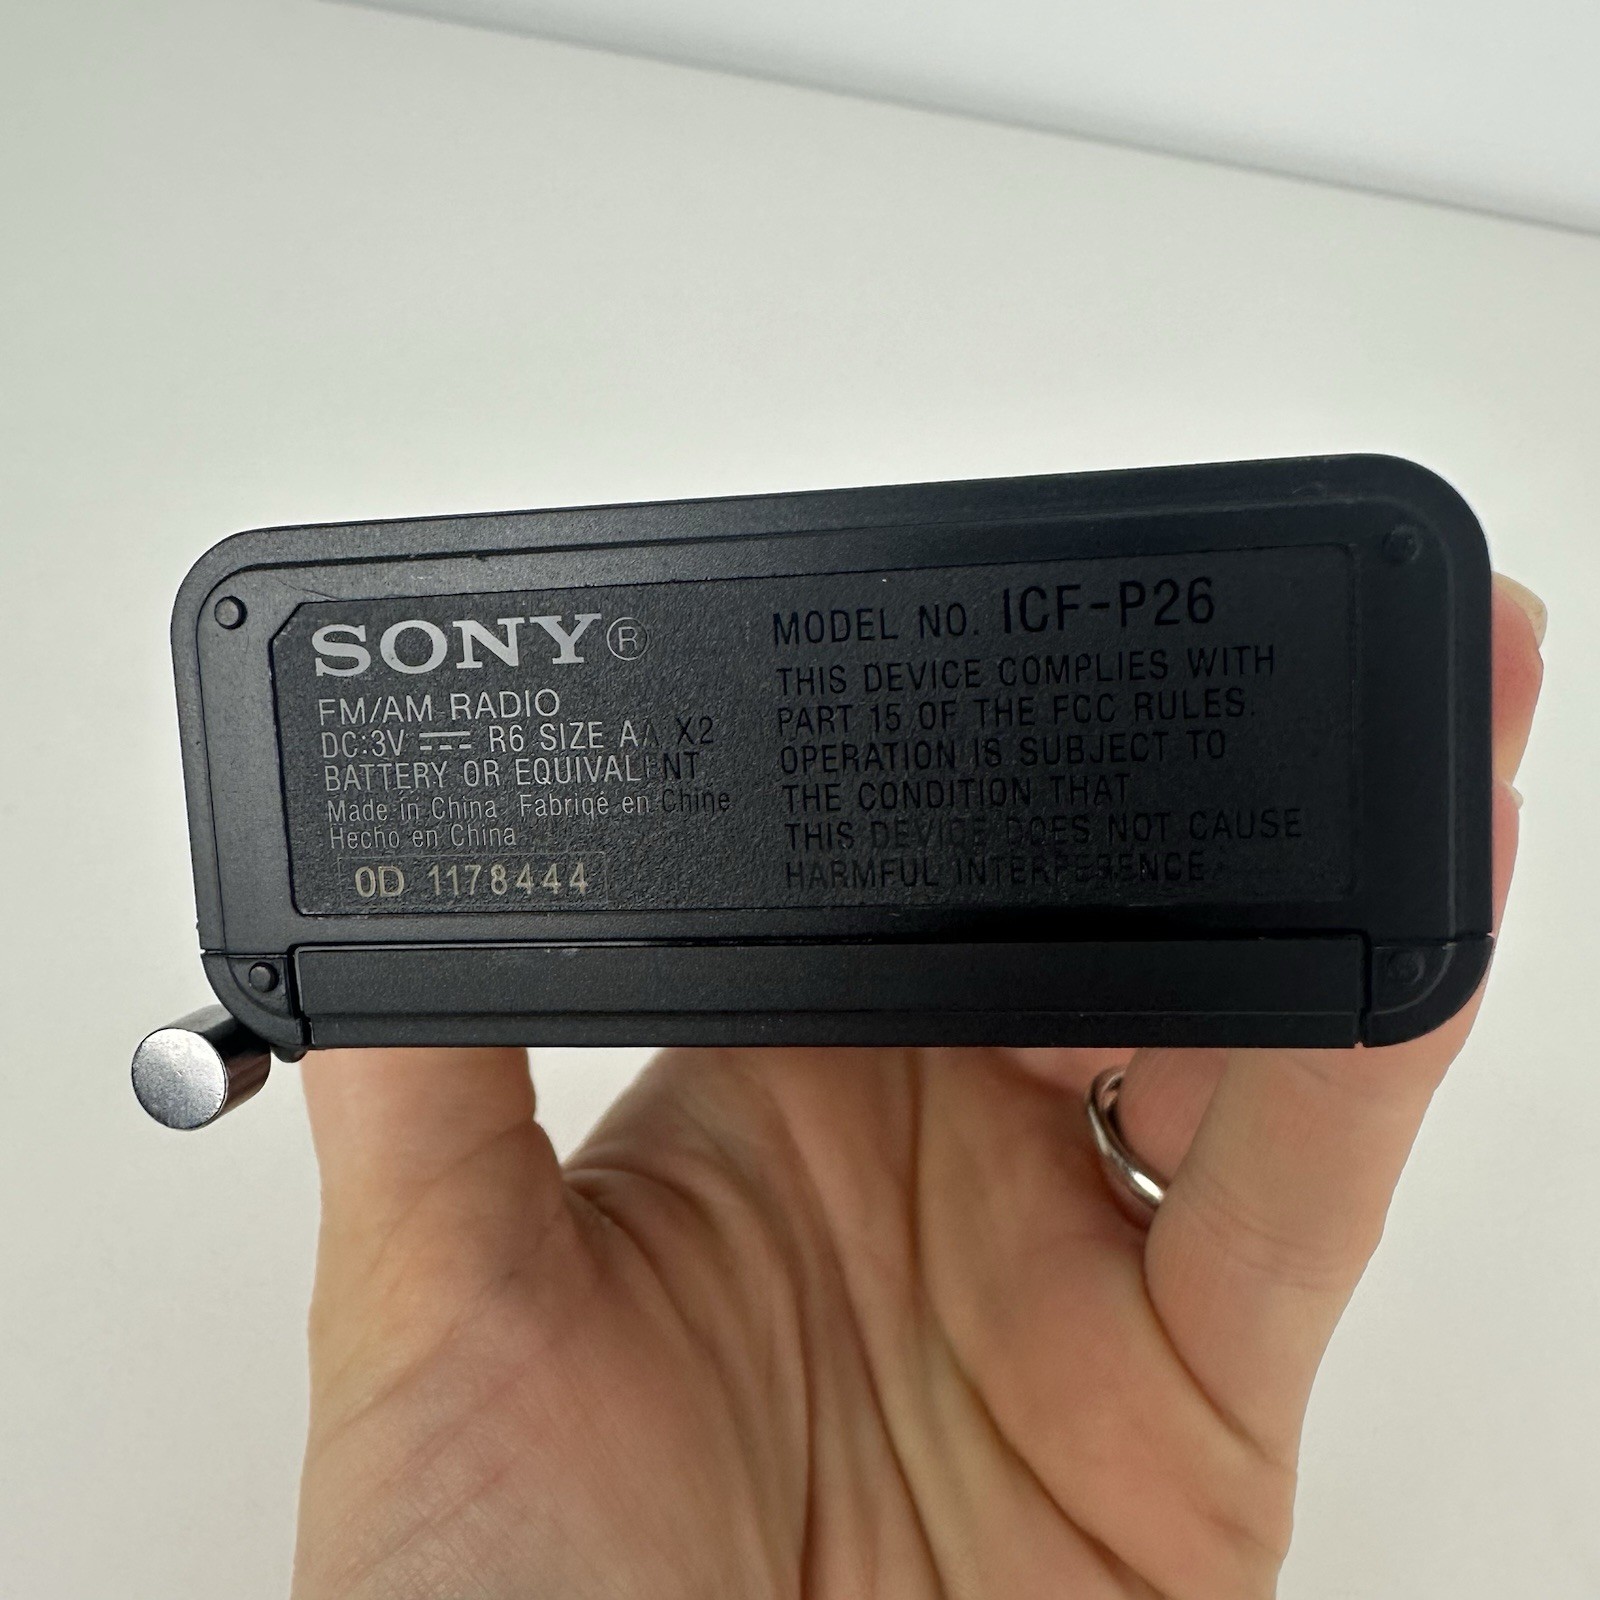 SONY®
FM/AM RADIO
DC:3V ⎓ R6 SIZE AA X2
BATTERY OR EQUIVALENT
Made in China Fabriqé en Chine
Hecho en China
0D 1178444
MODEL NO. ICF-P26
THIS DEVICE COMPLIES WITH
PART 15 OF THE FCC RULES.
OPERATION IS SUBJECT TO
THE CONDITION THAT
THIS DEVICE DOES NOT CAUSE
HARMFUL INTERFERENCE